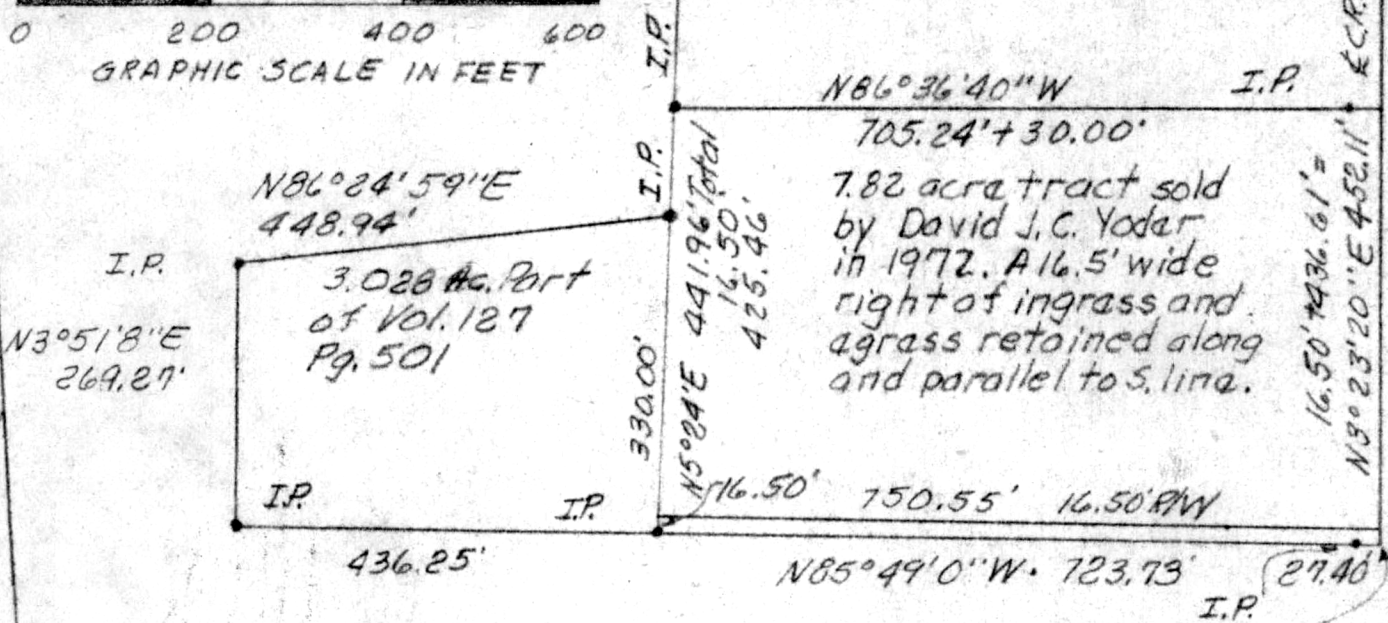 0 200 400 600
GRAPHIC SCALE IN FEET
I.P.
N86°36'40"W
I.P.
705.24'+30.00'
I.P.
N86°24'59"E
448.94'
I.P.
3.028 Ac. Part
of Vol. 127
Pg. 501
N3°51'8"E
269.27'
330.00'
N5°24'E 441.96' Total
16.50'
425.46'
7.82 acre tract sold
by David J.C. Yoder
in 1972. A 16.5' wide
right of ingress and
egress retained along
and parallel to S. line.
16.50'+436.61'=
N3°23'20"E 452.11'
I.P.
I.P.
16.50'
750.55'
16.50 R/W
436.25'
N85°49'0"W. 723.73'
27.40'
I.P.